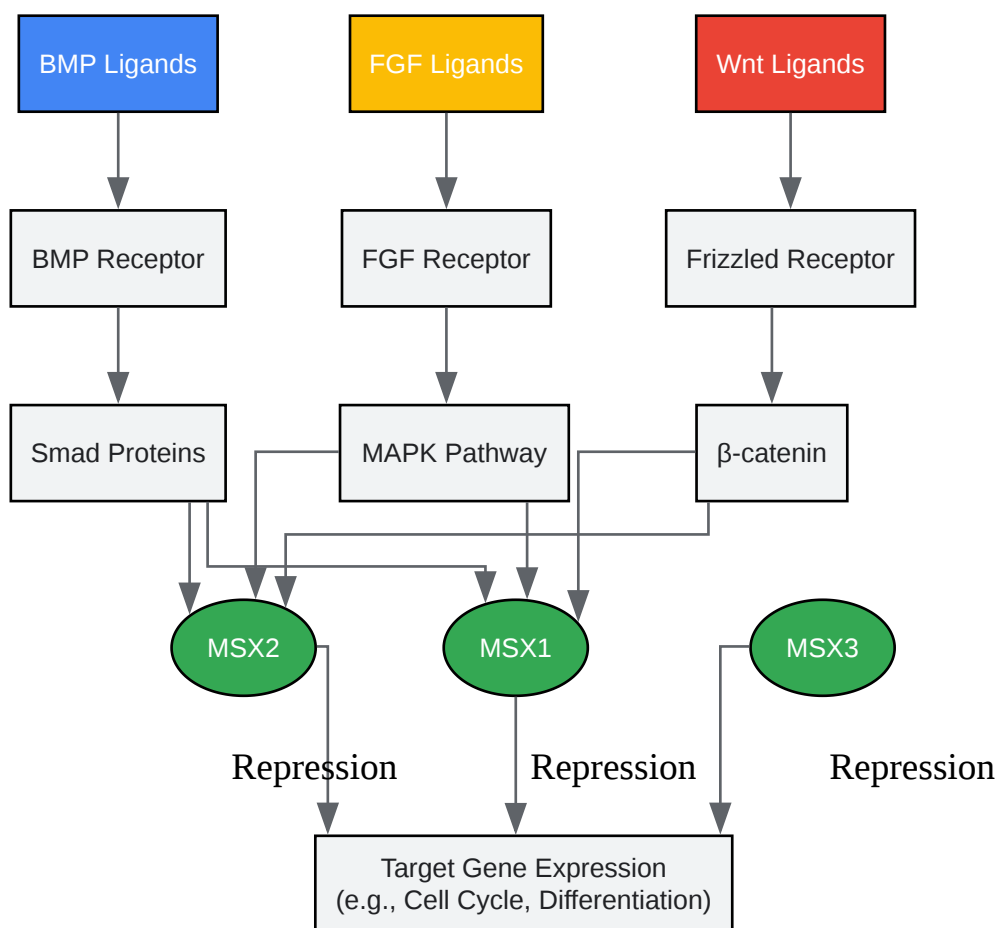 BMP Ligands
FGF Ligands
Wnt Ligands
BMP Receptor
FGF Receptor
Frizzled Receptor
Smad Proteins
MAPK Pathway
β-catenin
MSX2
MSX1
MSX3
Repression
Repression
Repression
Target Gene Expression
(e.g., Cell Cycle, Differentiation)